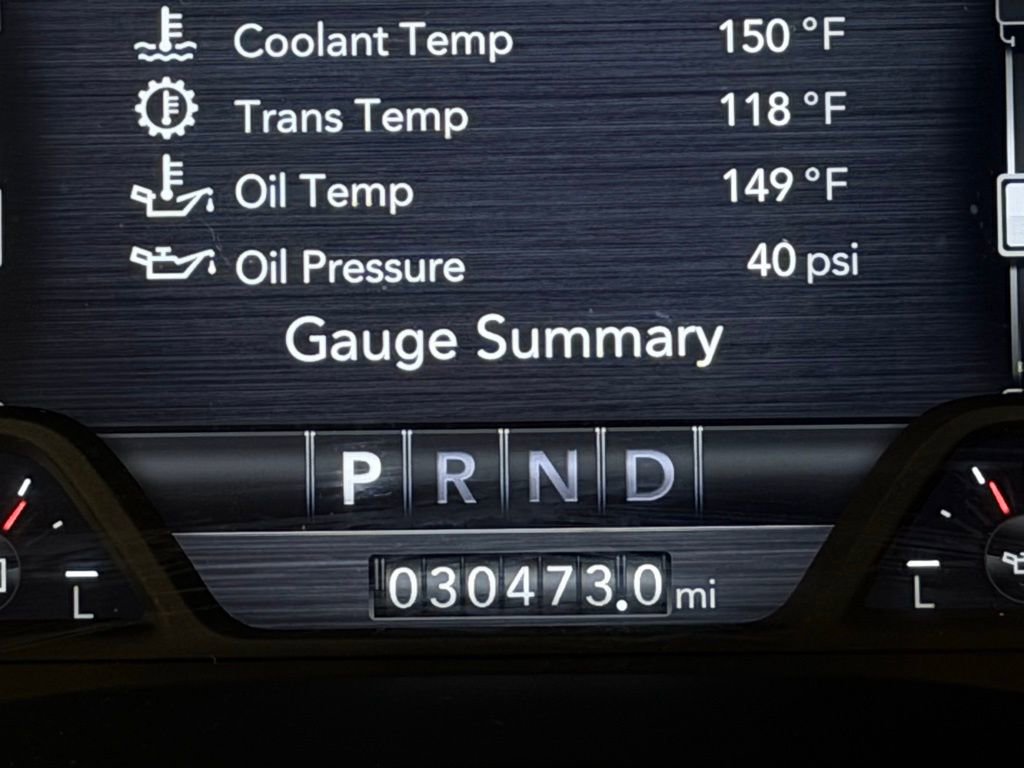 Coolant Temp 150 °F
Trans Temp 118 °F
Oil Temp 149 °F
Oil Pressure 40 psi
Gauge Summary
P R N D
030473.0 mi
L L